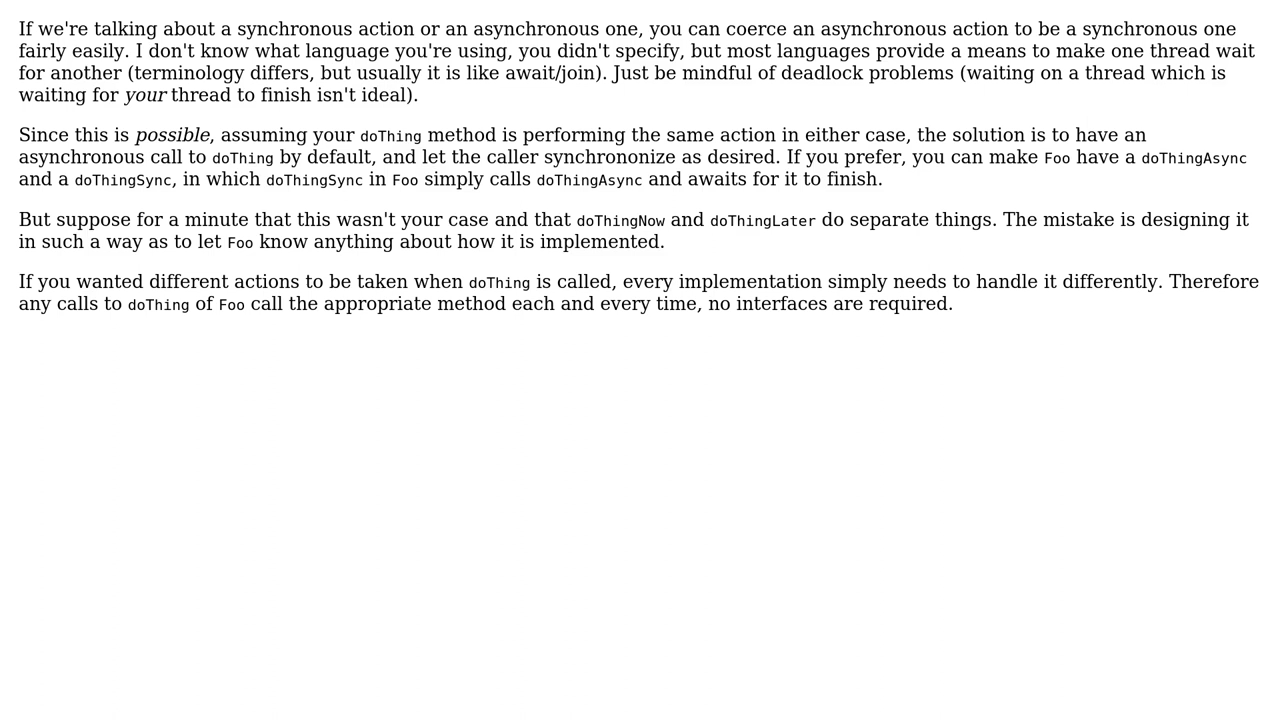 If we're talking about a synchronous action or an asynchronous one, you can coerce an asynchronous action to be a synchronous one
fairly easily. I don't know what language you're using, you didn't specify, but most languages provide a means to make one thread wait
for another (terminology differs, but usually it is like await/join). Just be mindful of deadlock problems (waiting on a thread which is
waiting for your thread to finish isn't ideal).
Since this is possible, assuming your doThing method is performing the same action in either case, the solution is to have an
asynchronous call to doThing by default, and let the caller synchrononize as desired. If you prefer, you can make Foo have a doThingAsync
and a doThingSync, in which doThingSync in Foo simply calls doThingAsync and awaits for it to finish.
But suppose for a minute that this wasn't your case and that doThingNow and doThingLater do separate things. The mistake is designing it
in such a way as to let Foo know anything about how it is implemented.
If you wanted different actions to be taken when doThing is called, every implementation simply needs to handle it differently. Therefore
any calls to doThing of Foo call the appropriate method each and every time, no interfaces are required.